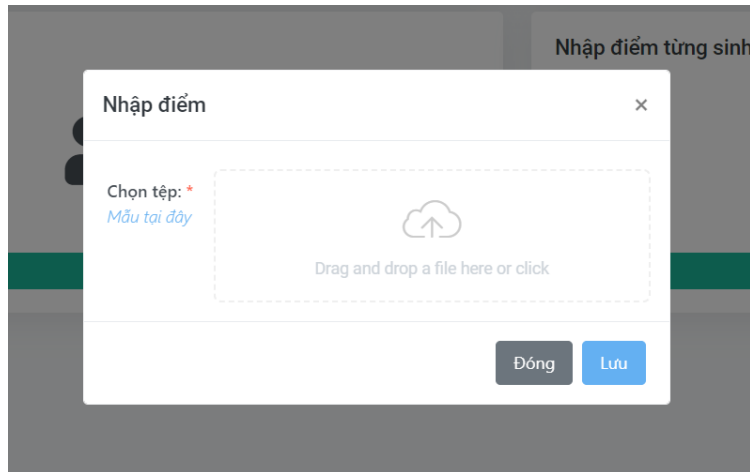 Nhập điểm từng sinh
Nhập điểm
×
Chọn tệp: *
Mẫu tại đây
Drag and drop a file here or click
Đóng
Lưu